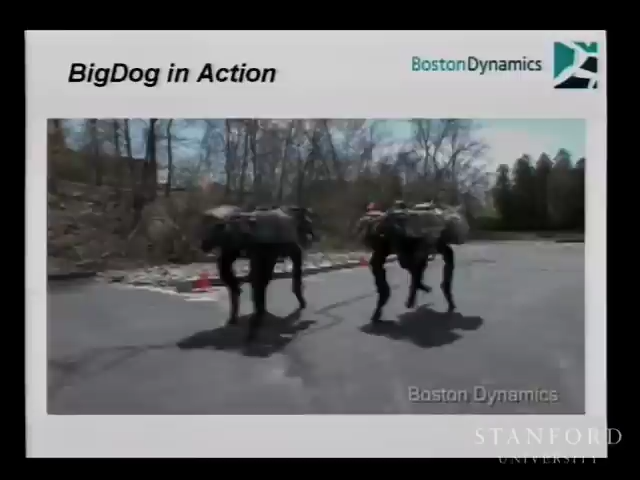 BigDog in Action
BostonDynamics
Boston Dynamics
STANFORD
UNIVERSITY